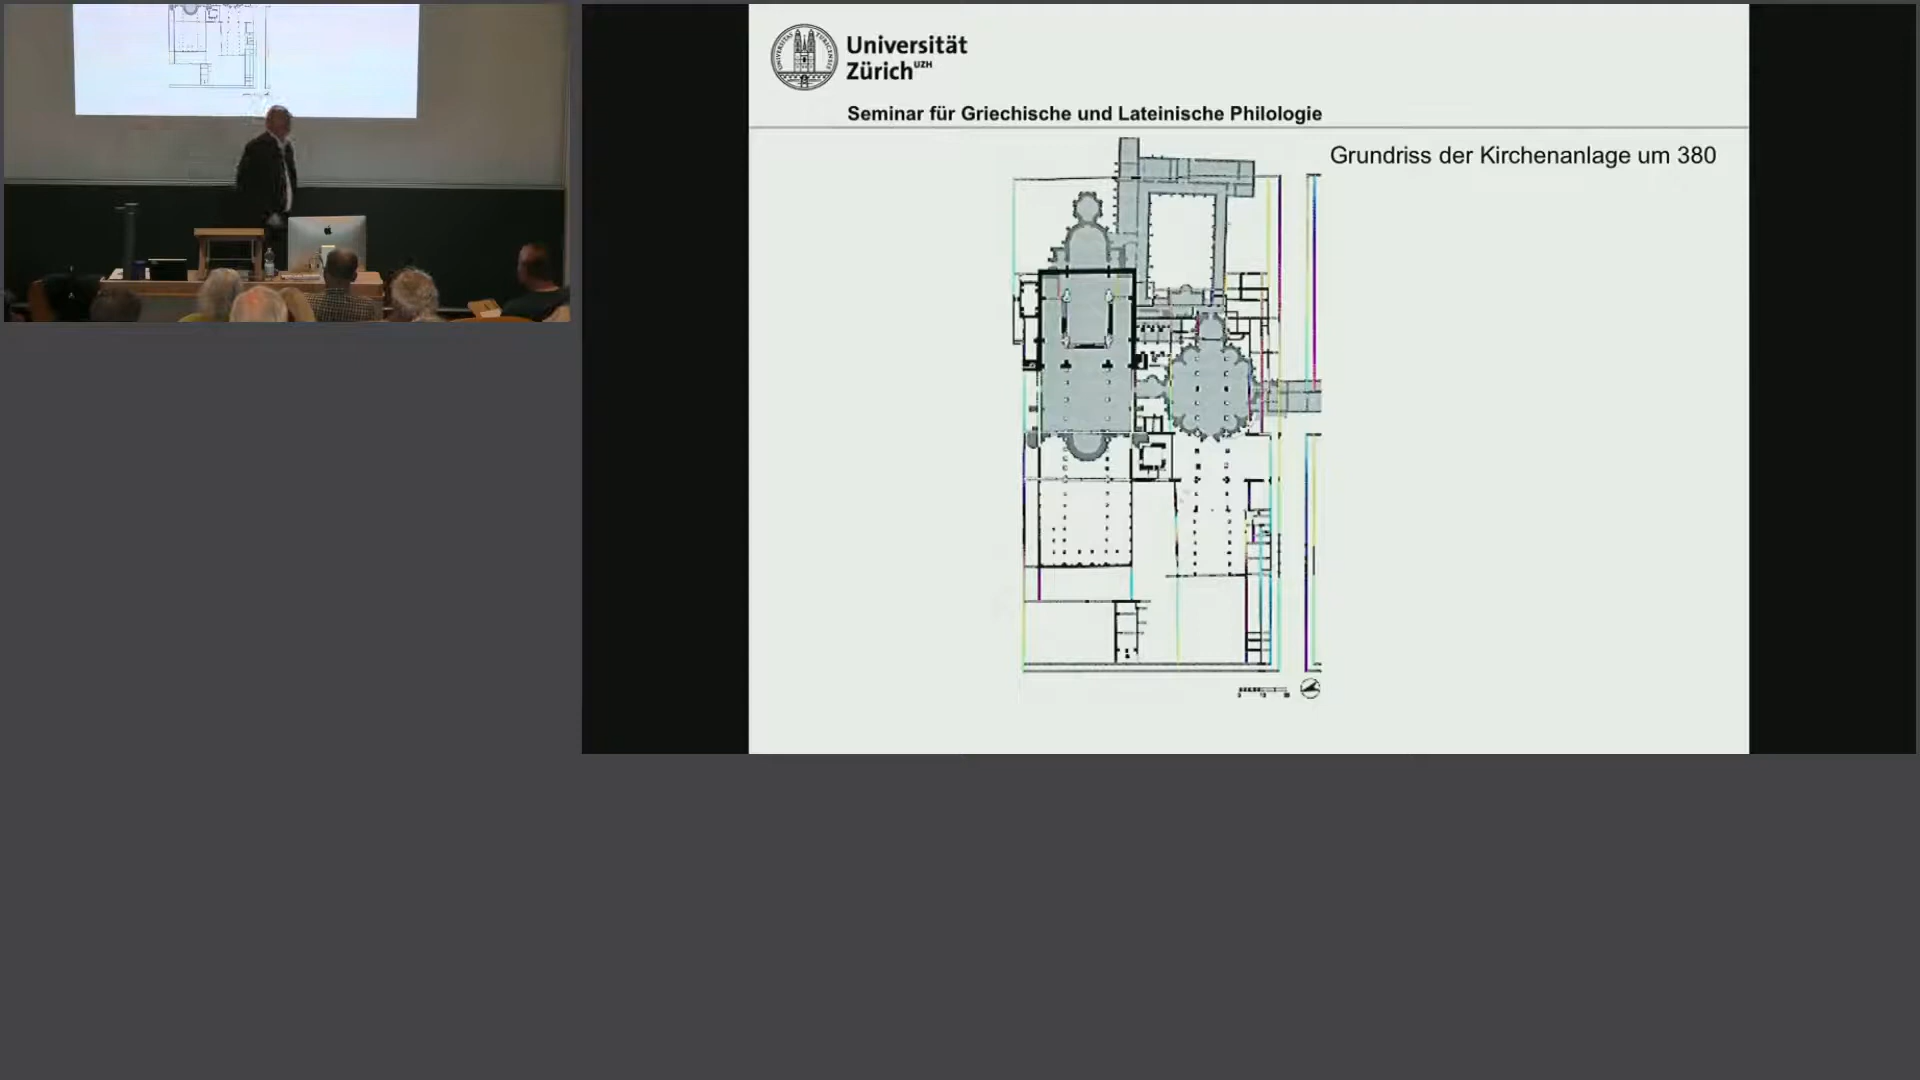 Universität
Zürich UZH
Seminar für Griechische und Lateinische Philologie
Grundriss der Kirchenanlage um 380